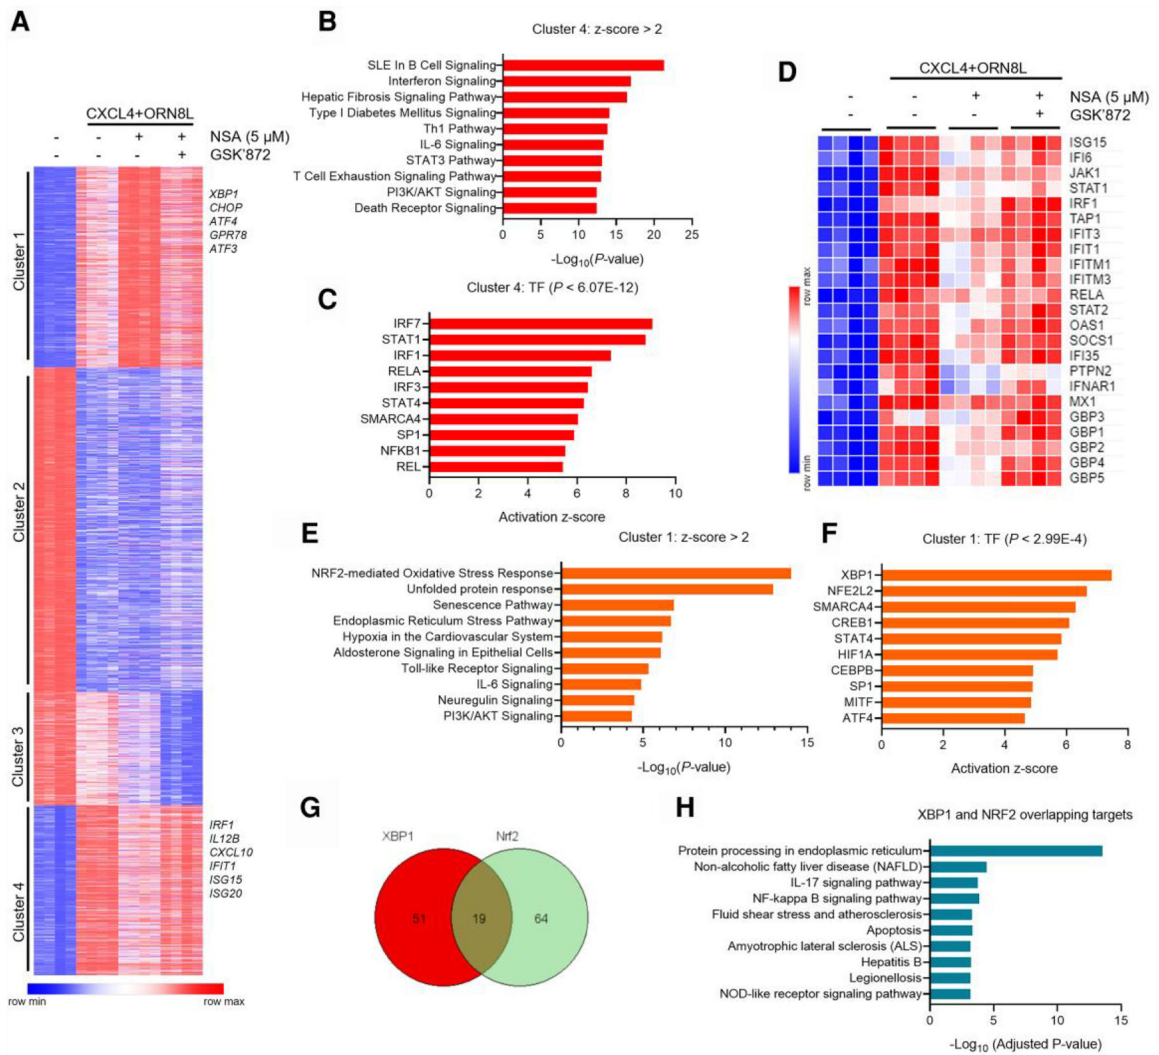 A
CXCL4+ORN8L
- - + + NSA (5 µM)
- - - + GSK'872
Cluster 1
XBP1
CHOP
ATF4
GPR78
ATF3
Cluster 2
Cluster 3
Cluster 4
IRF1
IL12B
CXCL10
IFIT1
ISG15
ISG20
row min
row max
B
Cluster 4: z-score > 2
SLE In B Cell Signaling
Interferon Signaling
Hepatic Fibrosis Signaling Pathway
Type I Diabetes Mellitus Signaling
Th1 Pathway
IL-6 Signaling
STAT3 Pathway
T Cell Exhaustion Signaling Pathway
PI3K/AKT Signaling
Death Receptor Signaling
0 5 10 15 20 25
-Log10(P-value)
C
Cluster 4: TF (P < 6.07E-12)
IRF7
STAT1
IRF1
RELA
IRF3
STAT4
SMARCA4
SP1
NFKB1
REL
0 2 4 6 8 10
Activation z-score
D
CXCL4+ORN8L
- - + + NSA (5 µM)
- - - + GSK'872
ISG15
IFI6
JAK1
STAT1
IRF1
TAP1
IFIT3
IFIT1
IFITM1
IFITM3
RELA
STAT2
OAS1
SOCS1
IFI35
PTPN2
IFNAR1
MX1
GBP3
GBP1
GBP2
GBP4
GBP5
row max
row min
E
Cluster 1: z-score > 2
NRF2-mediated Oxidative Stress Response
Unfolded protein response
Senescence Pathway
Endoplasmic Reticulum Stress Pathway
Hypoxia in the Cardiovascular System
Aldosterone Signaling in Epithelial Cells
Toll-like Receptor Signaling
IL-6 Signaling
Neuregulin Signaling
PI3K/AKT Signaling
0 5 10 15
-Log10(P-value)
F
Cluster 1: TF (P < 2.99E-4)
XBP1
NFE2L2
SMARCA4
CREB1
STAT4
HIF1A
CEBPB
SP1
MITF
ATF4
0 2 4 6 8
Activation z-score
G
XBP1 Nrf2
51 19 64
H
XBP1 and NRF2 overlapping targets
Protein processing in endoplasmic reticulum
Non-alcoholic fatty liver disease (NAFLD)
IL-17 signaling pathway
NF-kappa B signaling pathway
Fluid shear stress and atherosclerosis
Apoptosis
Amyotrophic lateral sclerosis (ALS)
Hepatitis B
Legionellosis
NOD-like receptor signaling pathway
0 5 10 15
-Log10 (Adjusted P-value)